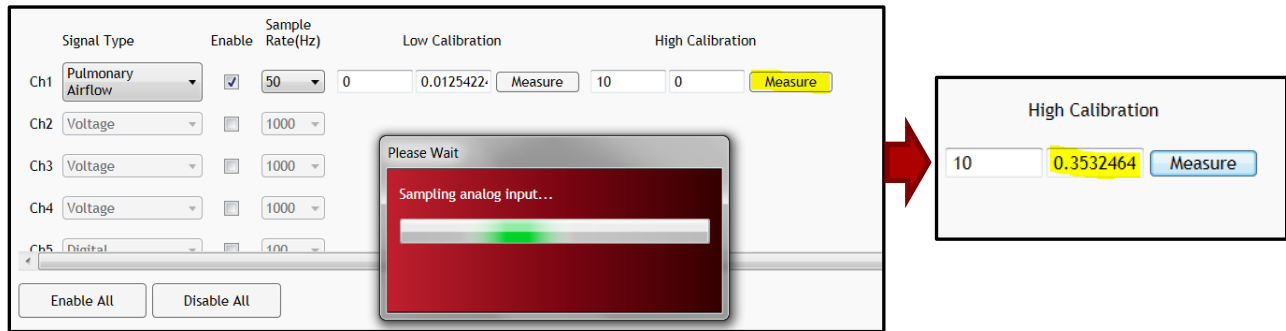 Signal Type Enable Sample Rate(Hz) Low Calibration High Calibration
Ch1 Pulmonary Airflow 50 0 0.0125422 Measure 10 0 Measure
Ch2 Voltage 1000
Ch3 Voltage 1000
Ch4 Voltage 1000
Ch5 Digital 100
Enable All Disable All
Please Wait
Sampling analog input...
High Calibration
10 0.3532464 Measure